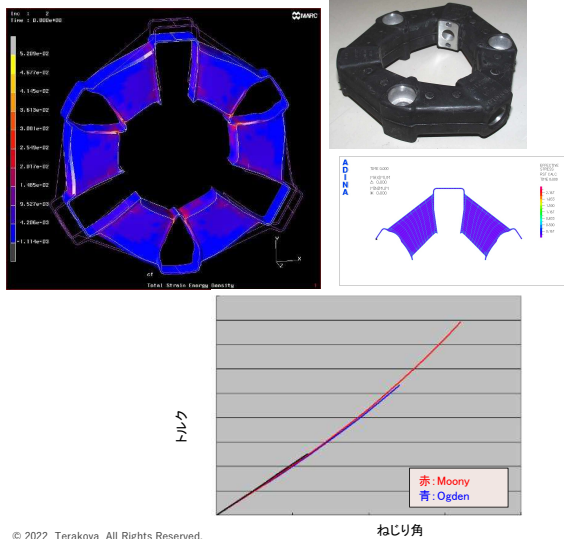 Inc : 2
Time : 0.000e+00
MARC
5.209e-02
4.677e-02
4.145e-02
3.613e-02
3.081e-02
2.549e-02
2.017e-02
1.485e-02
9.527e-03
4.206e-03
-1.114e-03
cf
Total Strain Energy Density
Y
Z
X
1
ADINA
トルク
赤:Moony
青:Ogden
ねじり角
© 2022 Terakoya All Rights Reserved.